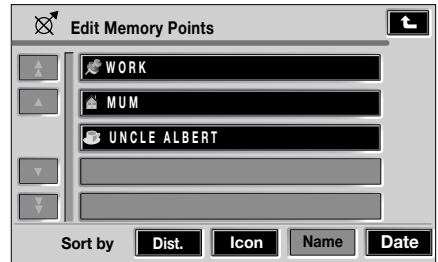 Edit Memory Points
WORK
MUM
UNCLE ALBERT
Sort by Dist. Icon Name Date